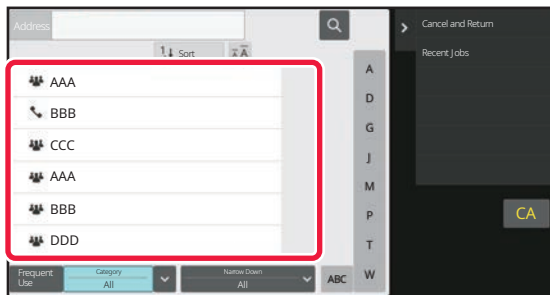 Address
Sort
AAA
BBB
CCC
AAA
BBB
DDD
A
D
G
J
M
P
T
W
Frequent
Use
Category
All
Narrow Down
All
ABC
Cancel and Return
Recent Jobs
CA